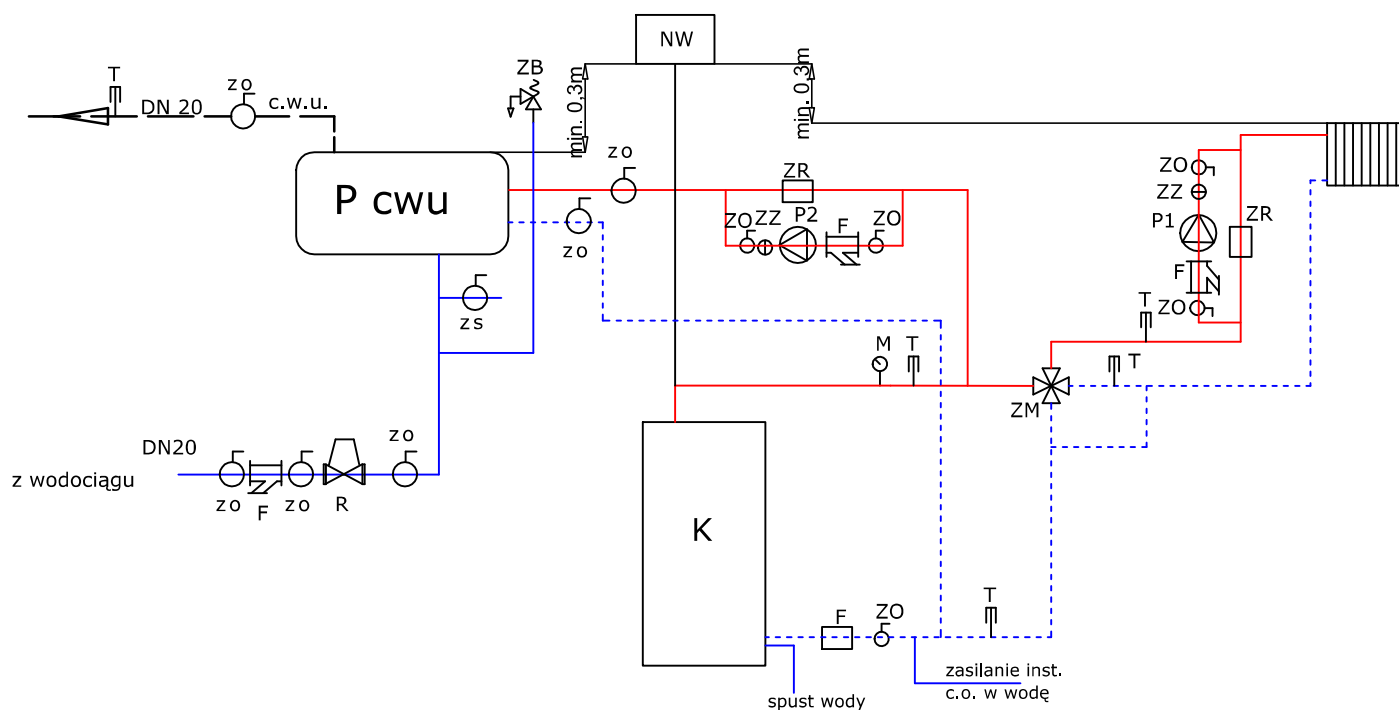 NW
T
zo
DN 20
c.w.u.
ZB
min. 0,3m
min. 0,3m
P cwu
zo
zo
ZR
ZO
ZZ
P2
F
ZO
ZO
ZZ
P1
ZR
F
ZO
T
zs
M
T
T
ZM
z wodociągu
DN20
zo
F
zo
R
zo
K
F
ZO
T
spust wody
zasilanie inst.
c.o. w wodę